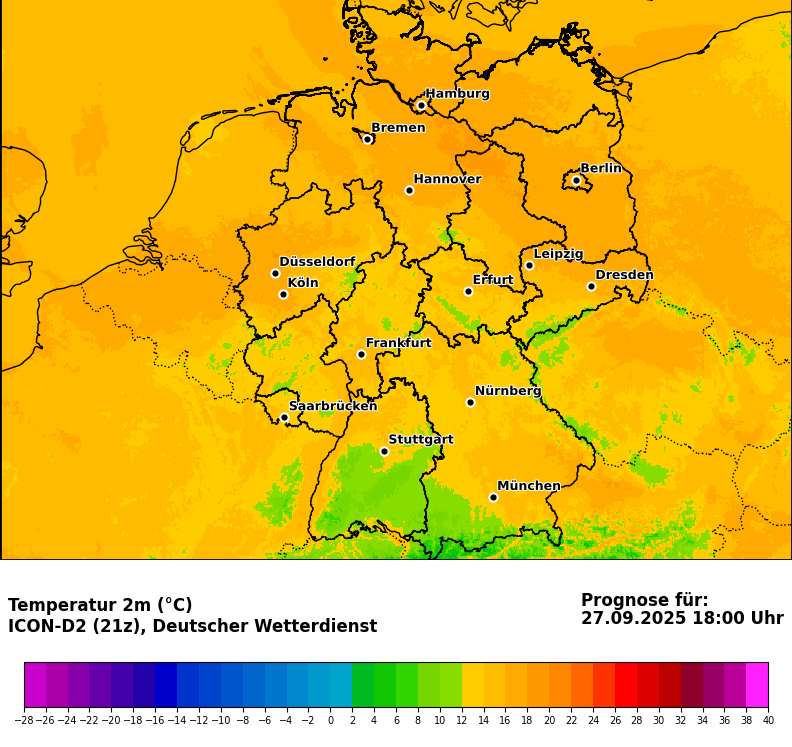 Hamburg
Bremen
Berlin
Hannover
Leipzig
Düsseldorf
Dresden
Köln
Erfurt
Frankfurt
Nürnberg
Saarbrücken
Stuttgart
München
Temperatur 2m (°C)
ICON-D2 (21z), Deutscher Wetterdienst
Prognose für:
27.09.2025 18:00 Uhr
−28 −26 −24 −22 −20 −18 −16 −14 −12 −10 −8 −6 −4 −2 0 2 4 6 8 10 12 14 16 18 20 22 24 26 28 30 32 34 36 38 40